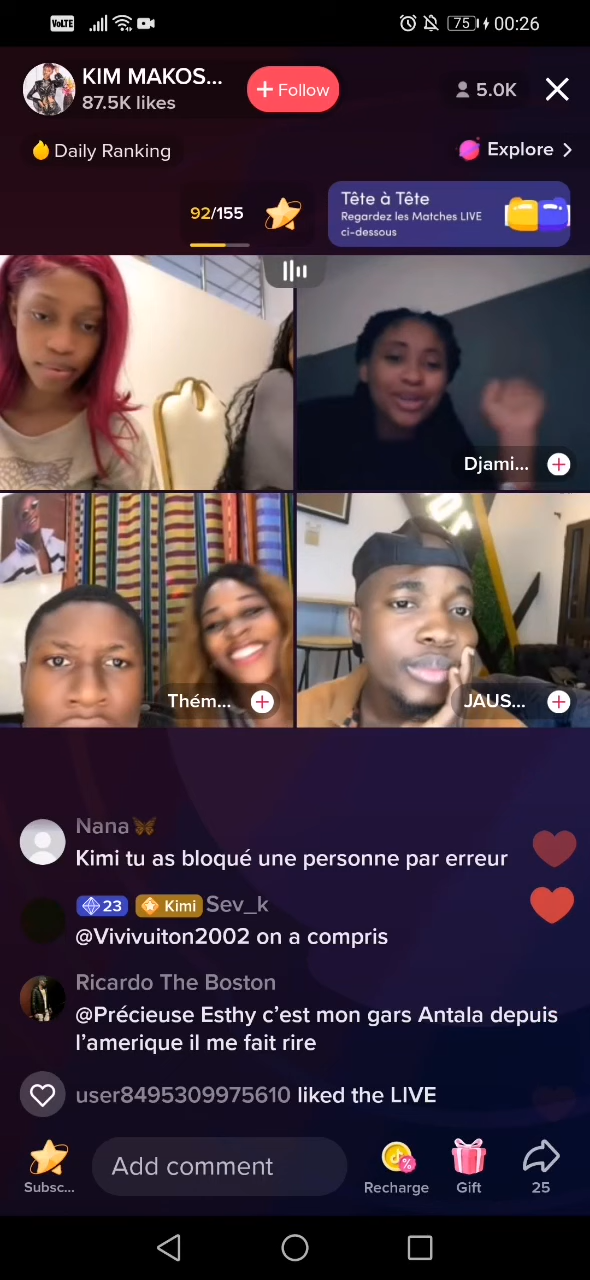 VoLTE
75
00:26
KIM MAKOS...
87.5K likes
+ Follow
5.0K
Daily Ranking
Explore
92/155
Tête à Tête
Regardez les Matches LIVE
ci-dessous
Djami...
Thém...
JAUS...
Nana
Kimi tu as bloqué une personne par erreur
23 Kimi Sev_k
@Vivivuiton2002 on a compris
Ricardo The Boston
@Précieuse Esthy c’est mon gars Antala depuis
l’amerique il me fait rire
user8495309975610 liked the LIVE
Subsc...
Add comment
Recharge
Gift
25